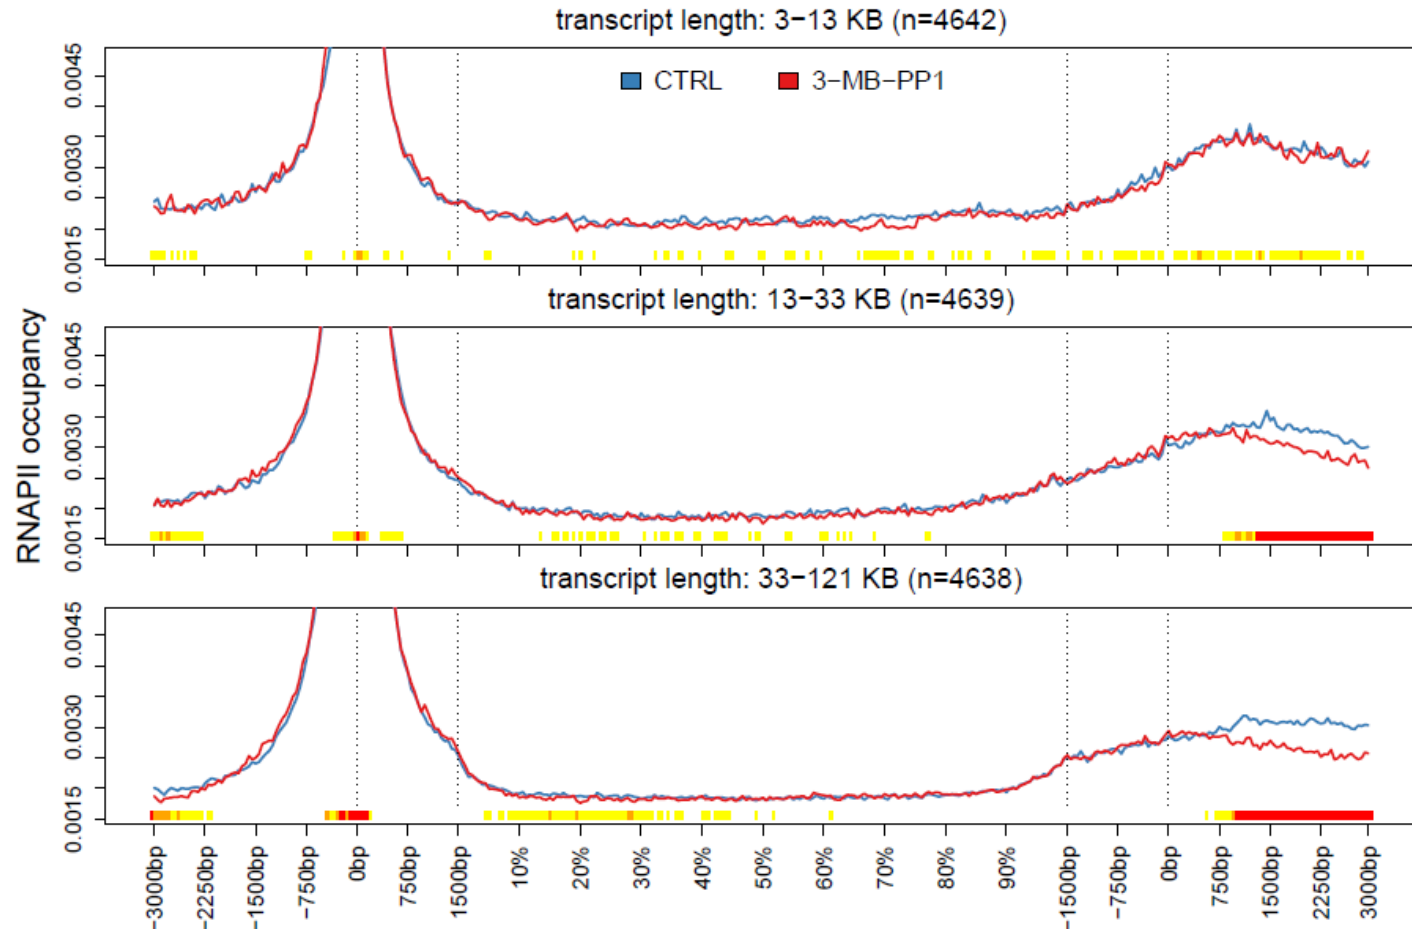 transcript length: 3−13 KB (n=4642)
CTRL 3−MB−PP1
0.0045
0.0030
0.0015
transcript length: 13−33 KB (n=4639)
RNAPII occupancy
0.0045
0.0030
0.0015
transcript length: 33−121 KB (n=4638)
0.0045
0.0030
0.0015
−3000bp −2250bp −1500bp −750bp 0bp 750bp 1500bp 10% 20% 30% 40% 50% 60% 70% 80% 90% −1500bp −750bp 0bp 750bp 1500bp 2250bp 3000bp